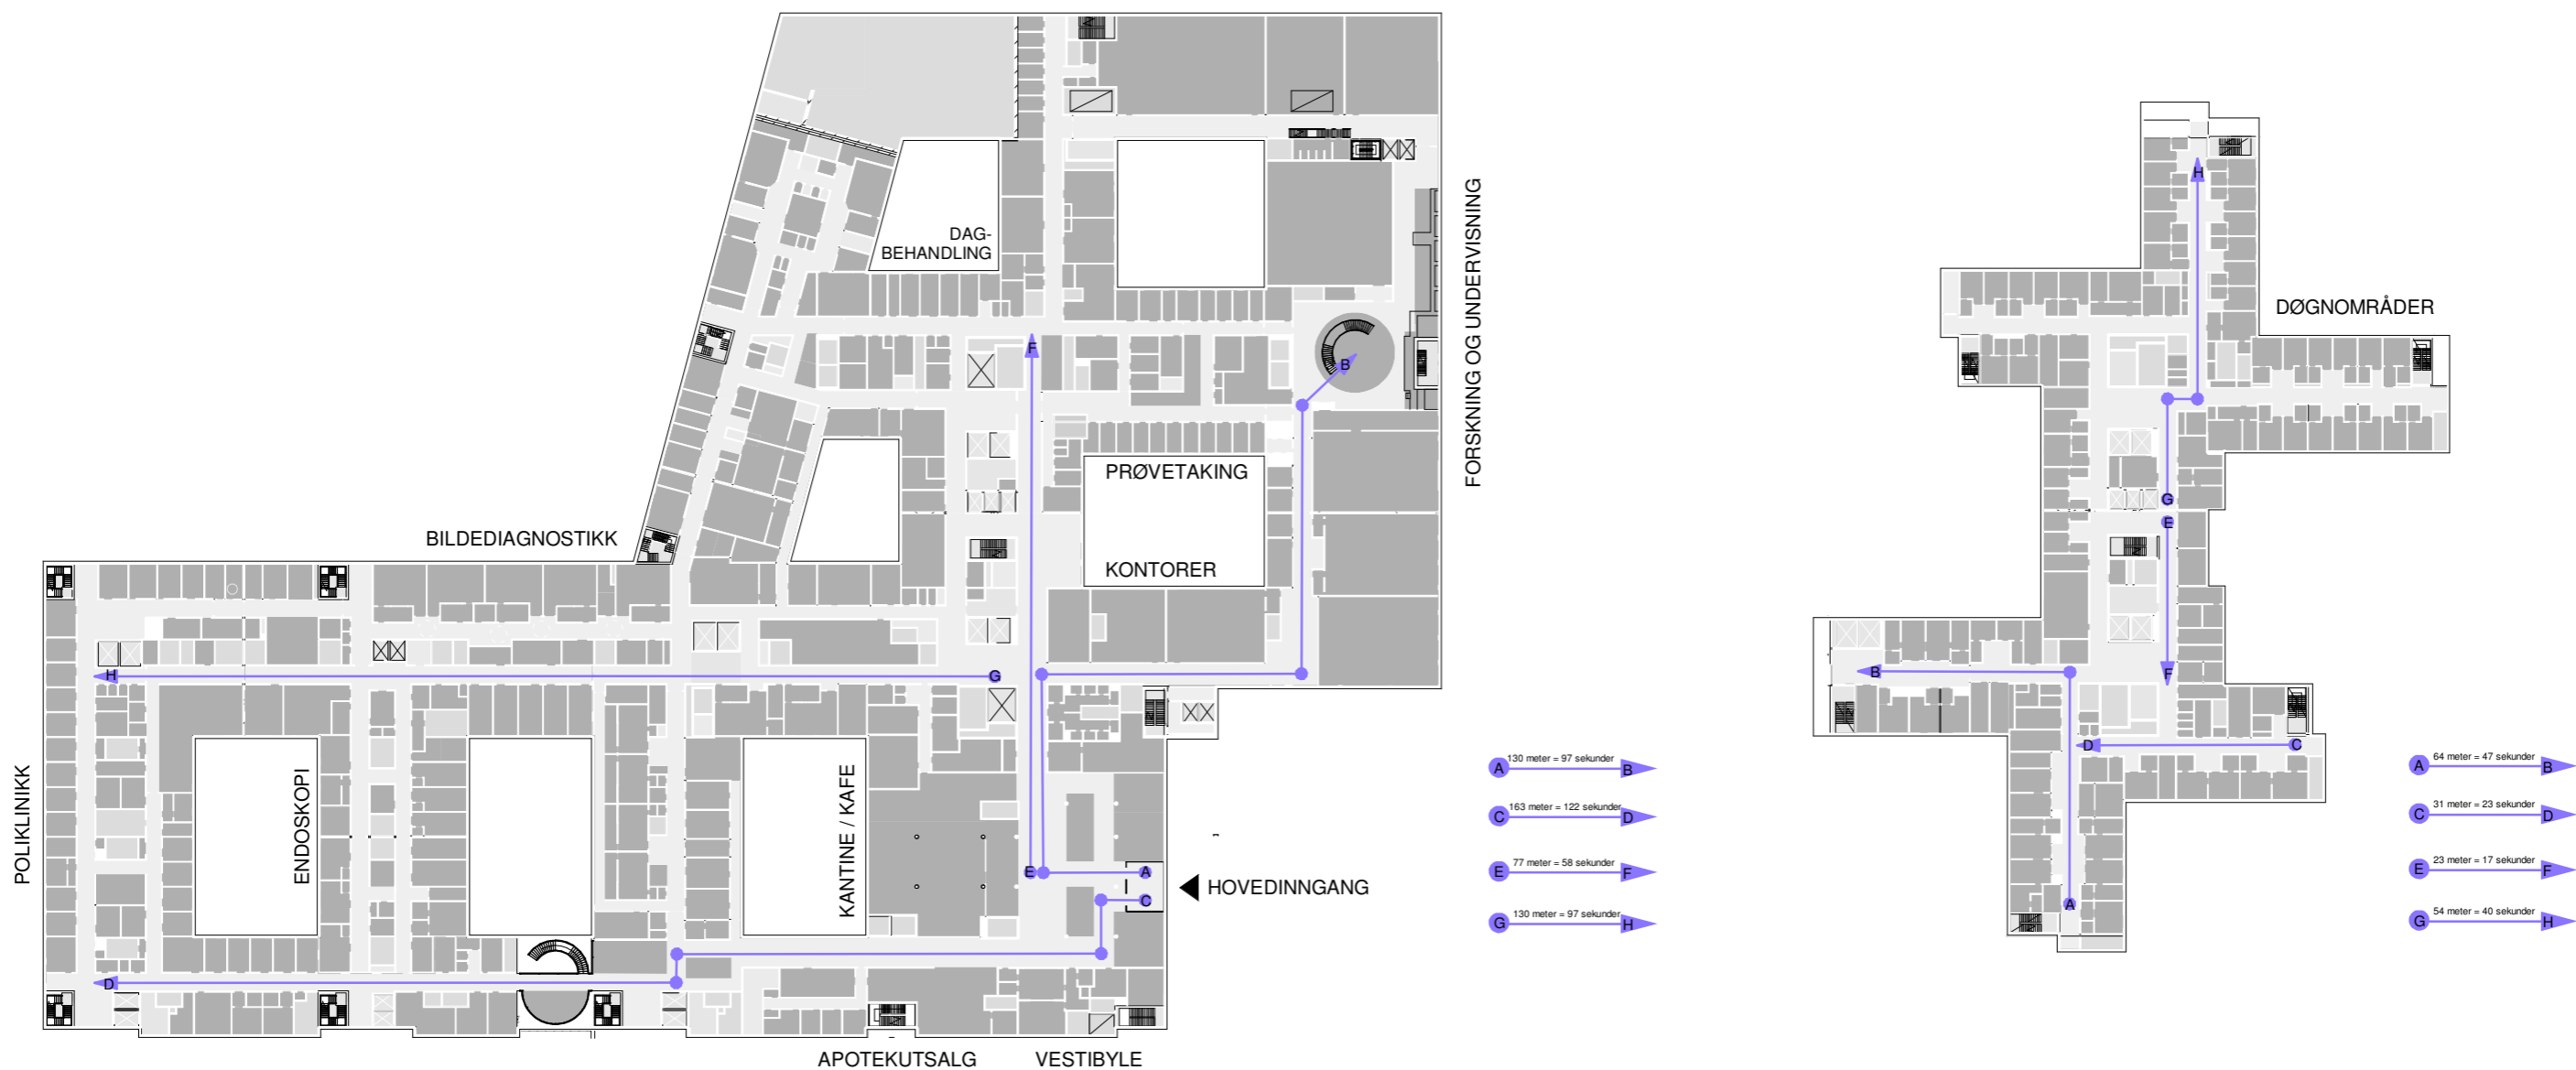 DAG-
BEHANDLING
FORSKNING OG UNDERVISNING
F
B
PRØVETAKING
BILDEDIAGNOSTIKK
KONTORER
H
G
POLIKLINIKK
ENDOSKOPI
KANTINE / KAFE
E
A
C
HOVEDINNGANG
D
APOTEKUTSALG
VESTIBYLE
A 130 meter = 97 sekunder B
C 163 meter = 122 sekunder D
E 77 meter = 58 sekunder F
G 130 meter = 97 sekunder H
H
DØGNOMRÅDER
G
E
B
F
D
C
A
A 64 meter = 47 sekunder B
C 31 meter = 23 sekunder D
E 23 meter = 17 sekunder F
G 54 meter = 40 sekunder H